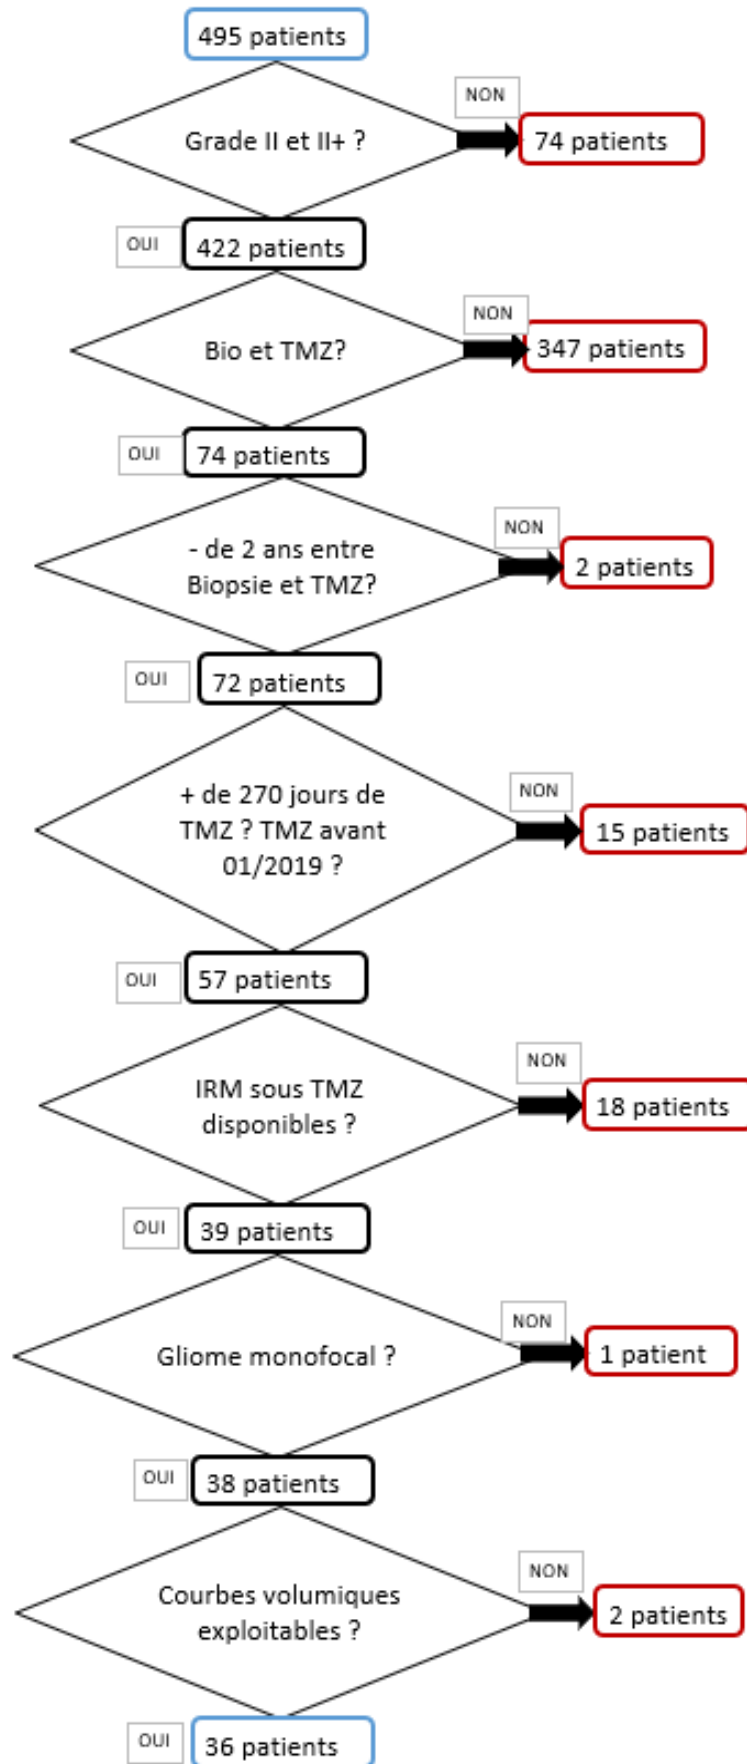 495 patients
NON
Grade II et II+ ?
74 patients
OUI
422 patients
NON
Bio et TMZ?
347 patients
OUI
74 patients
NON
- de 2 ans entre
Biopsie et TMZ?
2 patients
OUI
72 patients
NON
+ de 270 jours de
TMZ ? TMZ avant
01/2019 ?
15 patients
OUI
57 patients
NON
IRM sous TMZ
disponibles ?
18 patients
OUI
39 patients
NON
Gliome monofocal ?
1 patient
OUI
38 patients
NON
Courbes volumiques
exploitables ?
2 patients
OUI
36 patients